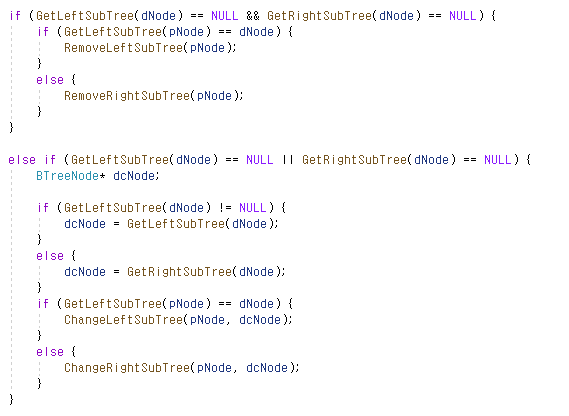 if (GetLeftSubTree(dNode) == NULL && GetRightSubTree(dNode) == NULL) {
    if (GetLeftSubTree(pNode) == dNode) {
        RemoveLeftSubTree(pNode);
    }
    else {
        RemoveRightSubTree(pNode);
    }
}

else if (GetLeftSubTree(dNode) == NULL || GetRightSubTree(dNode) == NULL) {
    BTreeNode* dcNode;

    if (GetLeftSubTree(dNode) != NULL) {
        dcNode = GetLeftSubTree(dNode);
    }
    else {
        dcNode = GetRightSubTree(dNode);
    }
    if (GetLeftSubTree(pNode) == dNode) {
        ChangeLeftSubTree(pNode, dcNode);
    }
    else {
        ChangeRightSubTree(pNode, dcNode);
    }
}